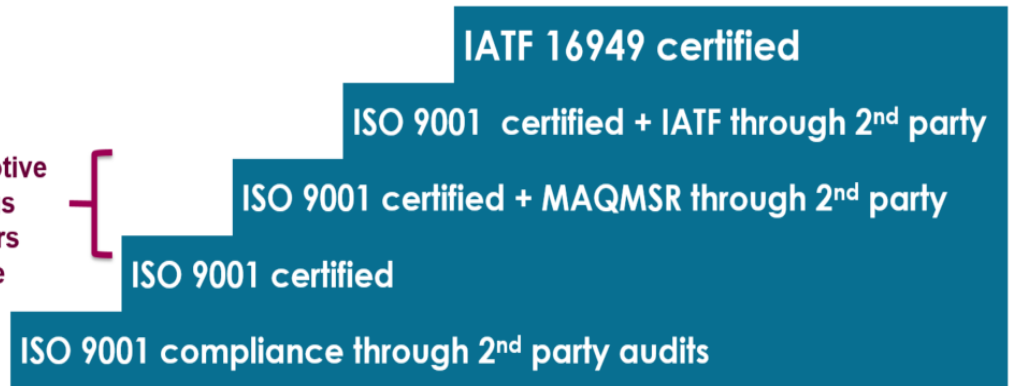 IATF 16949 certified
ISO 9001 certified + IATF through 2nd party
ISO 9001 certified + MAQMSR through 2nd party
ISO 9001 certified
ISO 9001 compliance through 2nd party audits